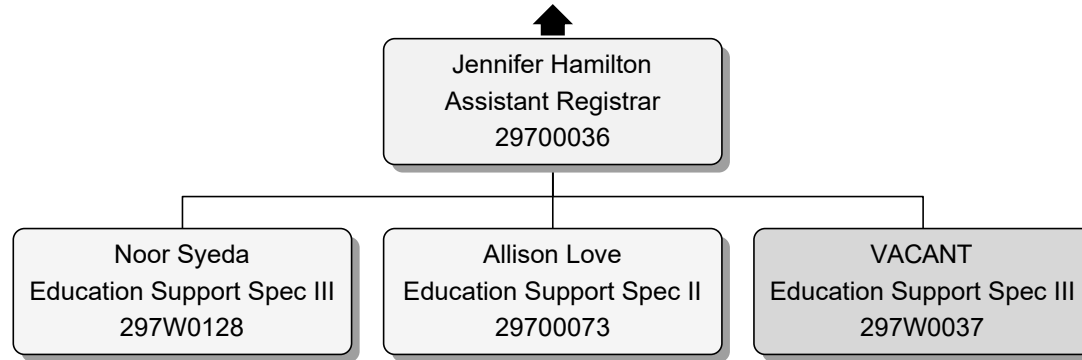 Jennifer Hamilton
Assistant Registrar
29700036
Noor Syeda
Education Support Spec III
297W0128
Allison Love
Education Support Spec II
29700073
VACANT
Education Support Spec III
297W0037